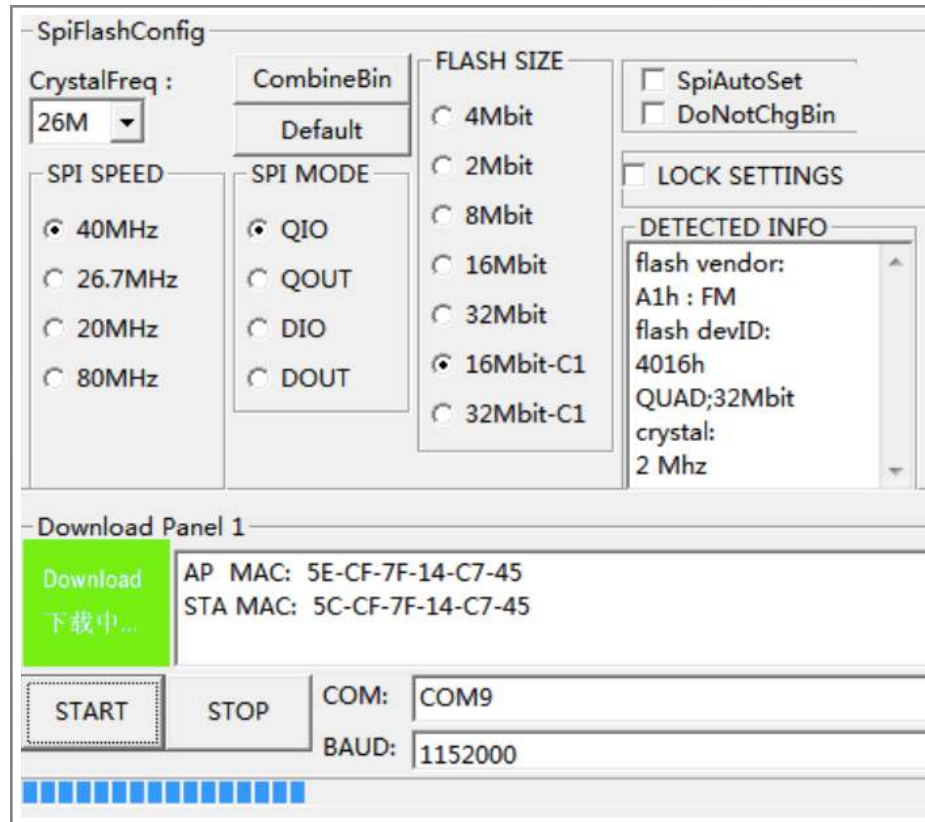 SpiFlashConfig
CrystalFreq :
26M
CombineBin
Default
SPI SPEED
40MHz
26.7MHz
20MHz
80MHz
SPI MODE
QIO
QOUT
DIO
DOUT
FLASH SIZE
4Mbit
2Mbit
8Mbit
16Mbit
32Mbit
16Mbit-C1
32Mbit-C1
SpiAutoSet
DoNotChgBin
LOCK SETTINGS
DETECTED INFO
flash vendor:
A1h : FM
flash devID:
4016h
QUAD;32Mbit
crystal:
2 Mhz
Download Panel 1
Download
下载中...
AP MAC: 5E-CF-7F-14-C7-45
STA MAC: 5C-CF-7F-14-C7-45
START
STOP
COM:
COM9
BAUD:
1152000